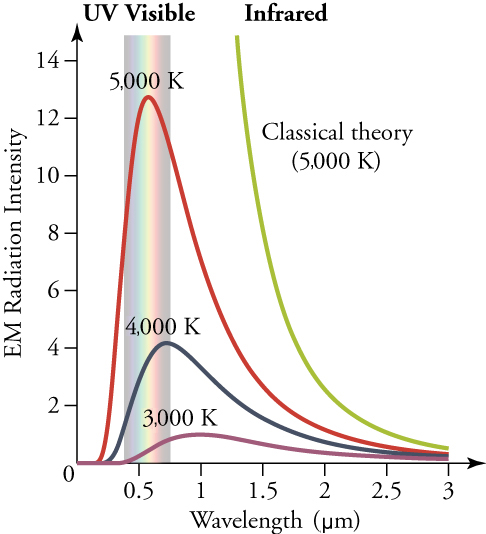 UV Visible Infrared
14
5,000 K
12
Classical theory
(5,000 K)
10
8
6
4,000 K
4
3,000 K
2
0
0.5 1 1.5 2 2.5 3
Wavelength (μm)
EM Radiation Intensity